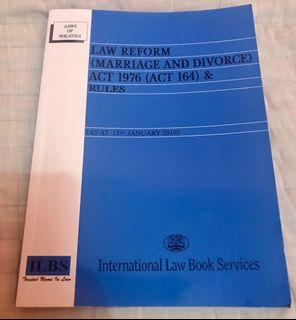 LAWS
OF
MALAYSIA
LAW REFORM
(MARRIAGE AND DIVORCE)
ACT 1976 (ACT 164) &
RULES
(AS AT 15TH JANUARY 2019)
ILBS
Trusted Name In Law
International Law Book Services